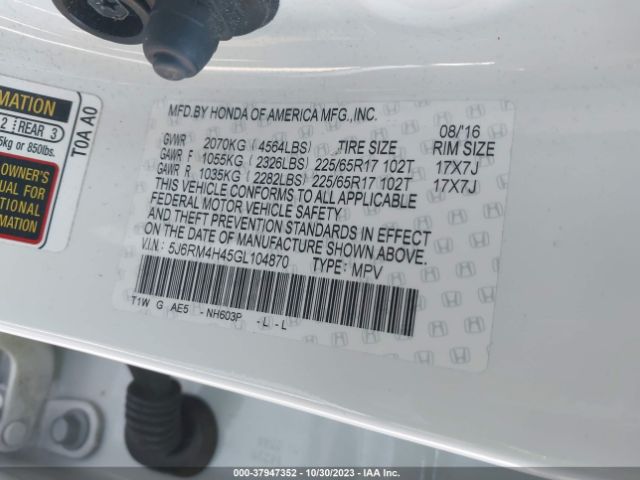 MATION
2 REAR 3
5kg or 850lbs.
OWNER'S
NUAL FOR
ITIONAL
RMATION
T0A A0
MFD.BY HONDA OF AMERICA MFG.,INC. 08/'16
GVWR 2070KG (4564LBS) TIRE SIZE RIM SIZE
GAWR F 1055KG (2326LBS) 225/65R17 102T 17X7J
GAWR R 1035KG (2282LBS) 225/65R17 102T 17X7J
THIS VEHICLE CONFORMS TO ALL APPLICABLE
FEDERAL MOTOR VEHICLE SAFETY
AND THEFT PREVENTION STANDARDS IN EFFECT
ON THE DATE OF MANUFACTURE SHOWN ABOVE.
V.I.N: 5J6RM4H45GL104870 TYPE: MPV
T1W G AE5 - NH603P - L - L
000-37947352 | 10/30/2023 | IAA Inc.